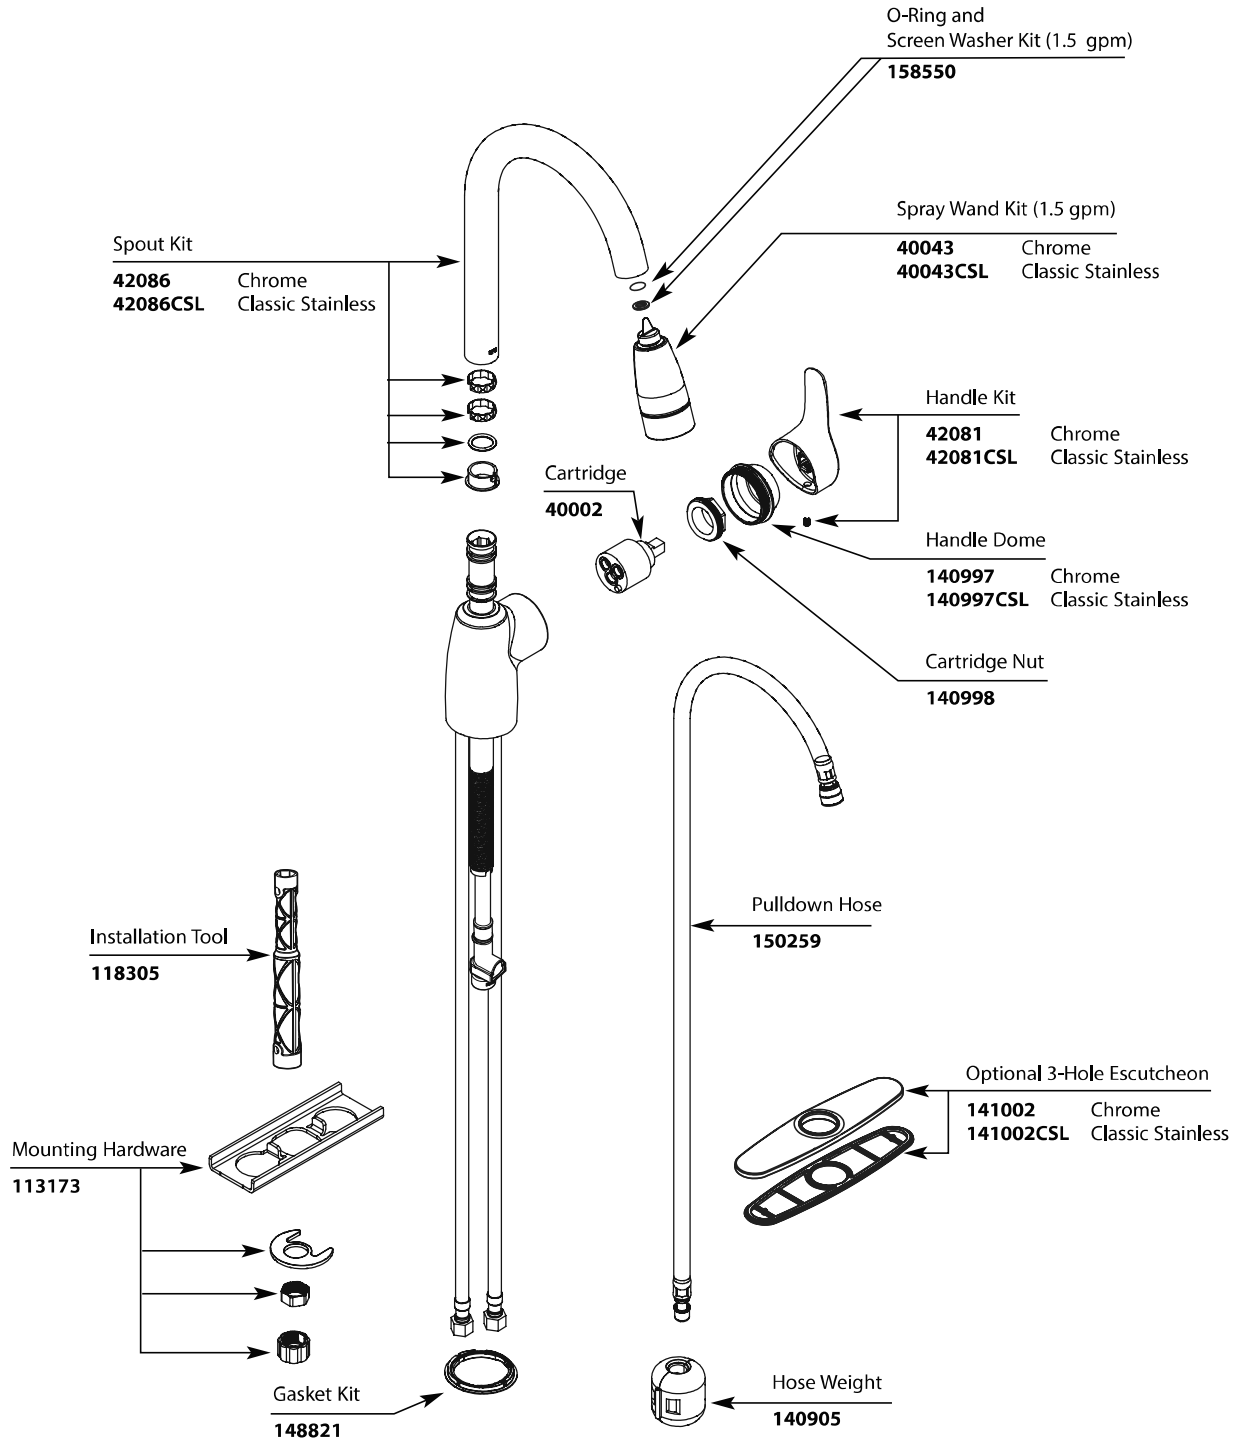 O-Ring and
Screen Washer Kit (1.5 gpm)
158550
Spray Wand Kit (1.5 gpm)
40043 Chrome
40043CSL Classic Stainless
Spout Kit
42086 Chrome
42086CSL Classic Stainless
Handle Kit
42081 Chrome
42081CSL Classic Stainless
Cartridge
40002
Handle Dome
140997 Chrome
140997CSL Classic Stainless
Cartridge Nut
140998
Pulldown Hose
150259
Installation Tool
118305
Optional 3-Hole Escutcheon
141002 Chrome
141002CSL Classic Stainless
Mounting Hardware
113173
Gasket Kit
148821
Hose Weight
140905